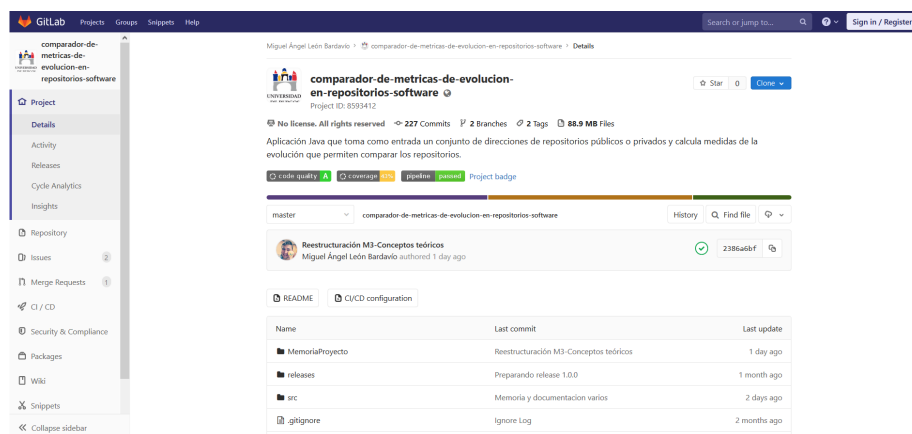 GitLab Projects Groups Snippets Help
Search or jump to...
Sign in / Register
comparador-de-
metricas-de-
evolucion-en-
repositorios-software
Project
Details
Activity
Releases
Cycle Analytics
Insights
Repository
Issues 2
Merge Requests 1
CI / CD
Security & Compliance
Packages
Wiki
Snippets
Collapse sidebar
Miguel Ángel León Bardavío > comparador-de-metricas-de-evolucion-en-repositorios-software > Details
UNIVERSIDAD
comparador-de-metricas-de-evolucion-
en-repositorios-software
Project ID: 8593412
Star 0 Clone
No license. All rights reserved 227 Commits 2 Branches 2 Tags 88.9 MB Files
Aplicación Java que toma como entrada un conjunto de direcciones de repositorios públicos o privados y calcula medidas de la
evolución que permiten comparar los repositorios.
code quality A coverage pipeline passed Project badge
master comparador-de-metricas-de-evolucion-en-repositorios-software History Find file
Reestructuración M3-Conceptos teóricos
Miguel Ángel León Bardavío authored 1 day ago
2386a6bf
README CI/CD configuration
Name Last commit Last update
MemoriaProyecto Reestructuración M3-Conceptos teóricos 1 day ago
releases Preparando release 1.0.0 1 month ago
src Memoria y documentacion varios 2 days ago
.gitignore Ignore Log 2 months ago